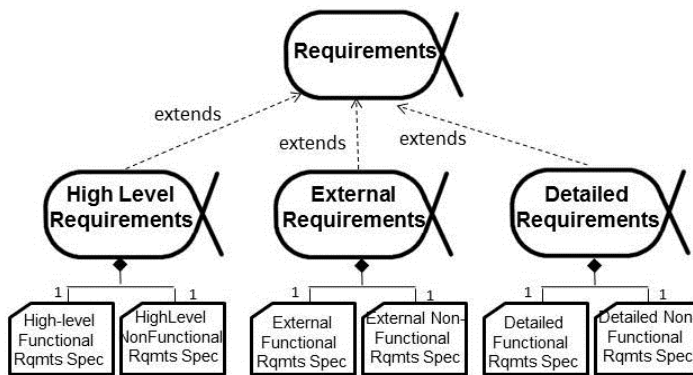 Requirements
extends
extends
extends
High Level
Requirements
External
Requirements
Detailed
Requirements
1
1
1
1
1
1
High-level
Functional
Rqmts Spec
HighLevel
NonFunctional
Rqmts Spec
External
Functional
Rqmts Spec
External Non-
Functional
Rqmts Spec
Detailed
Functional
Rqmts Spec
Detailed Non-
Functional
Rqmts Spec